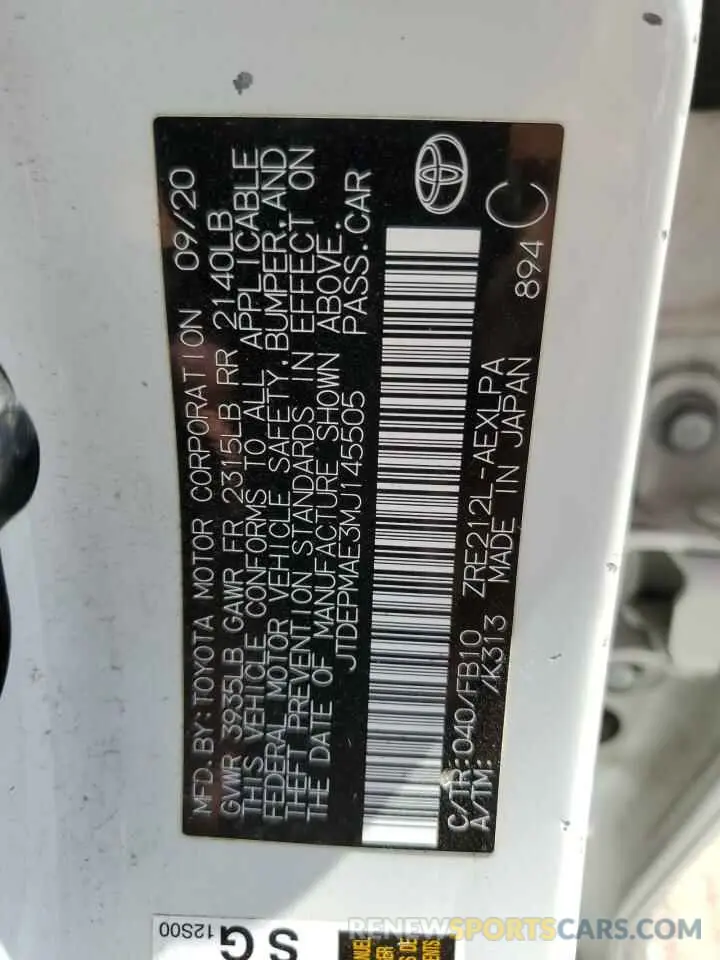 MFD. BY: TOYOTA MOTOR CORPORATION 09/20
GVWR 3935LB GAWR FR 2315LB RR 2140LB
THIS VEHICLE CONFORMS TO ALL APPLICABLE
FEDERAL MOTOR VEHICLE SAFETY, BUMPER, AND
THEFT PREVENTION STANDARDS IN EFFECT ON
THE DATE OF MANUFACTURE SHOWN ABOVE.
JTDEPMAE3MJ145505 PASS. CAR
C/TR: 040/FB10 ZRE212L-AEXLPA
A/TM: /K313 MADE IN JAPAN 894 C
SG
12S00
RENEWSPORTSCARS.COM